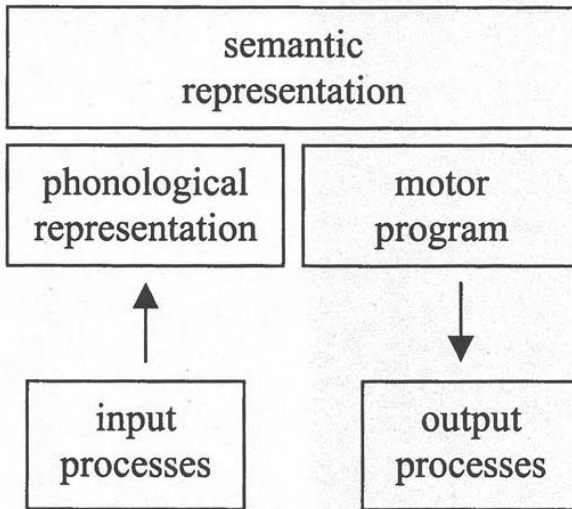 semantic
representation
phonological
representation
motor
program
input
processes
output
processes